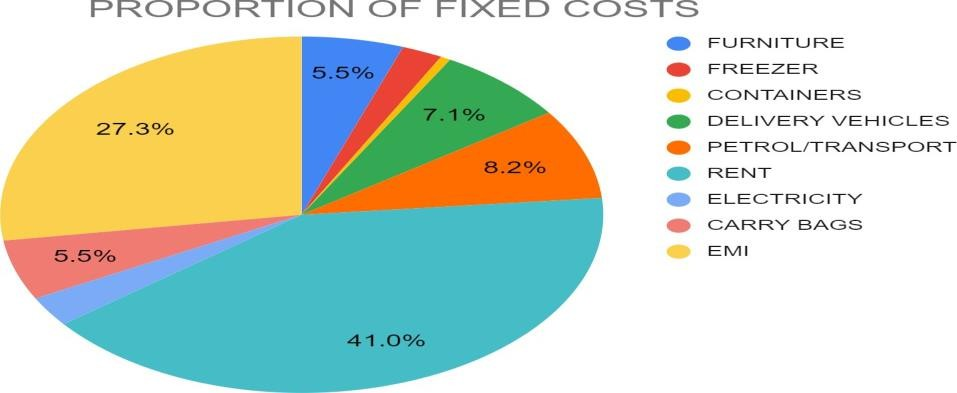 PROPORTION OF FIXED COSTS
5.5%
7.1%
8.2%
41.0%
5.5%
27.3%
FURNITURE
FREEZER
CONTAINERS
DELIVERY VEHICLES
PETROL/TRANSPORT
RENT
ELECTRICITY
CARRY BAGS
EMI